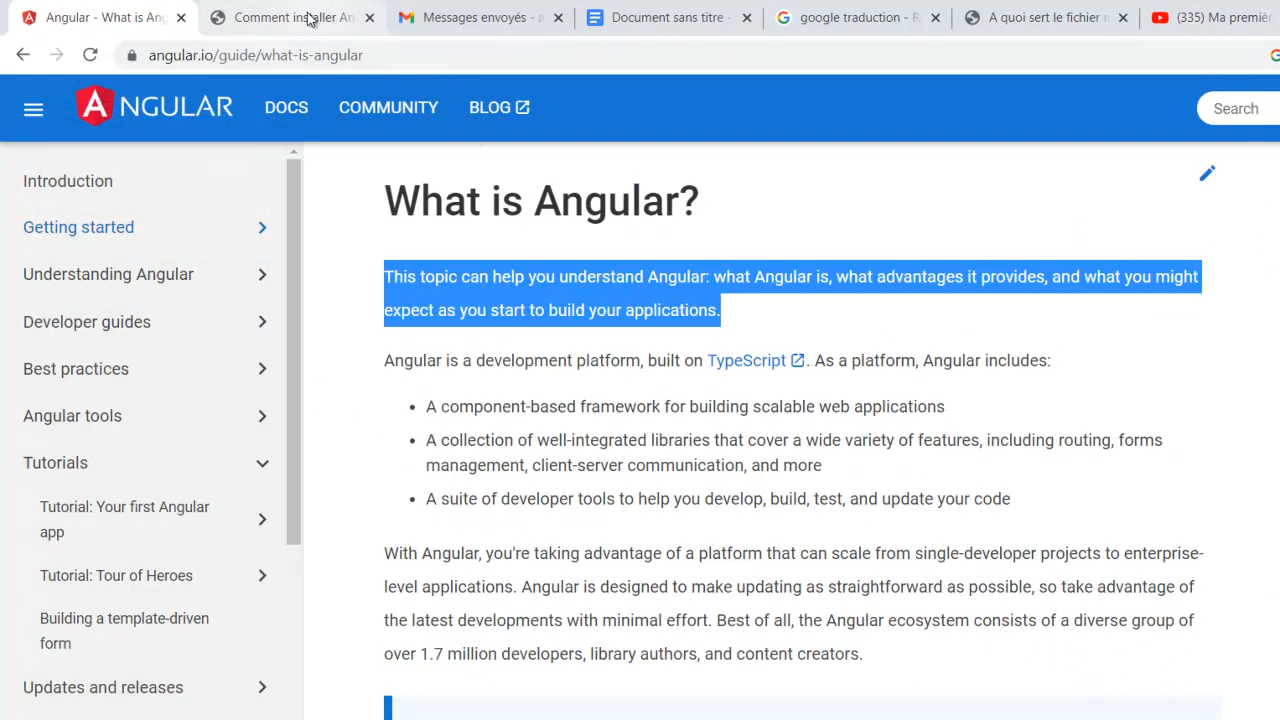 Angular - What is Ang
Comment installer An
Messages envoyés - a
Document sans titre -
google traduction - R
A quoi sert le fichier
(335) Ma premiè
angular.io/guide/what-is-angular
ANGULAR
DOCS
COMMUNITY
BLOG
Search
Introduction
Getting started
Understanding Angular
Developer guides
Best practices
Angular tools
Tutorials
Tutorial: Your first Angular
app
Tutorial: Tour of Heroes
Building a template-driven
form
Updates and releases
What is Angular?
This topic can help you understand Angular: what Angular is, what advantages it provides, and what you might
expect as you start to build your applications.
Angular is a development platform, built on TypeScript. As a platform, Angular includes:
• A component-based framework for building scalable web applications
• A collection of well-integrated libraries that cover a wide variety of features, including routing, forms
management, client-server communication, and more
• A suite of developer tools to help you develop, build, test, and update your code
With Angular, you're taking advantage of a platform that can scale from single-developer projects to enterprise-
level applications. Angular is designed to make updating as straightforward as possible, so take advantage of
the latest developments with minimal effort. Best of all, the Angular ecosystem consists of a diverse group of
over 1.7 million developers, library authors, and content creators.